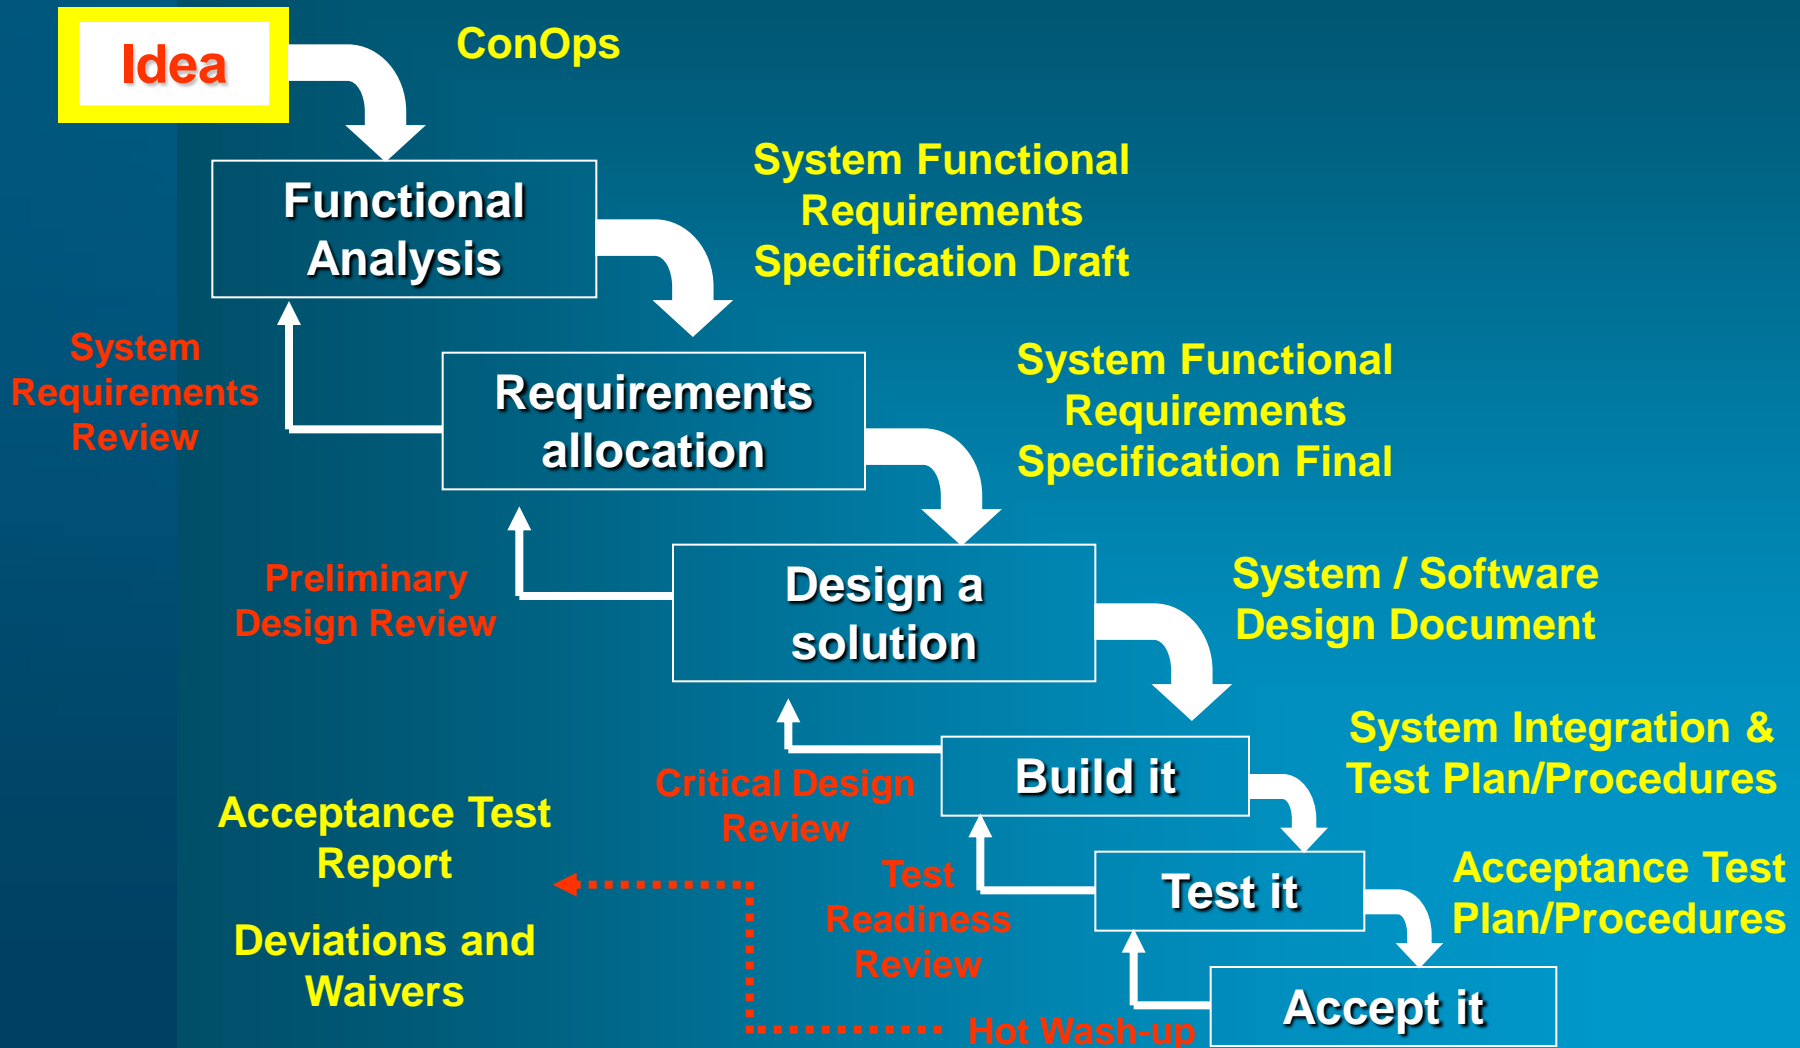 Idea
ConOps
Functional
Analysis
System Functional
Requirements
Specification Draft
System
Requirements
Review
Requirements
allocation
System Functional
Requirements
Specification Final
Preliminary
Design Review
Design a
solution
System / Software
Design Document
Critical Design
Review
Build it
System Integration &
Test Plan/Procedures
Acceptance Test
Report
Deviations and
Waivers
Test
Readiness
Review
Test it
Acceptance Test
Plan/Procedures
Hot Wash-up
Accept it